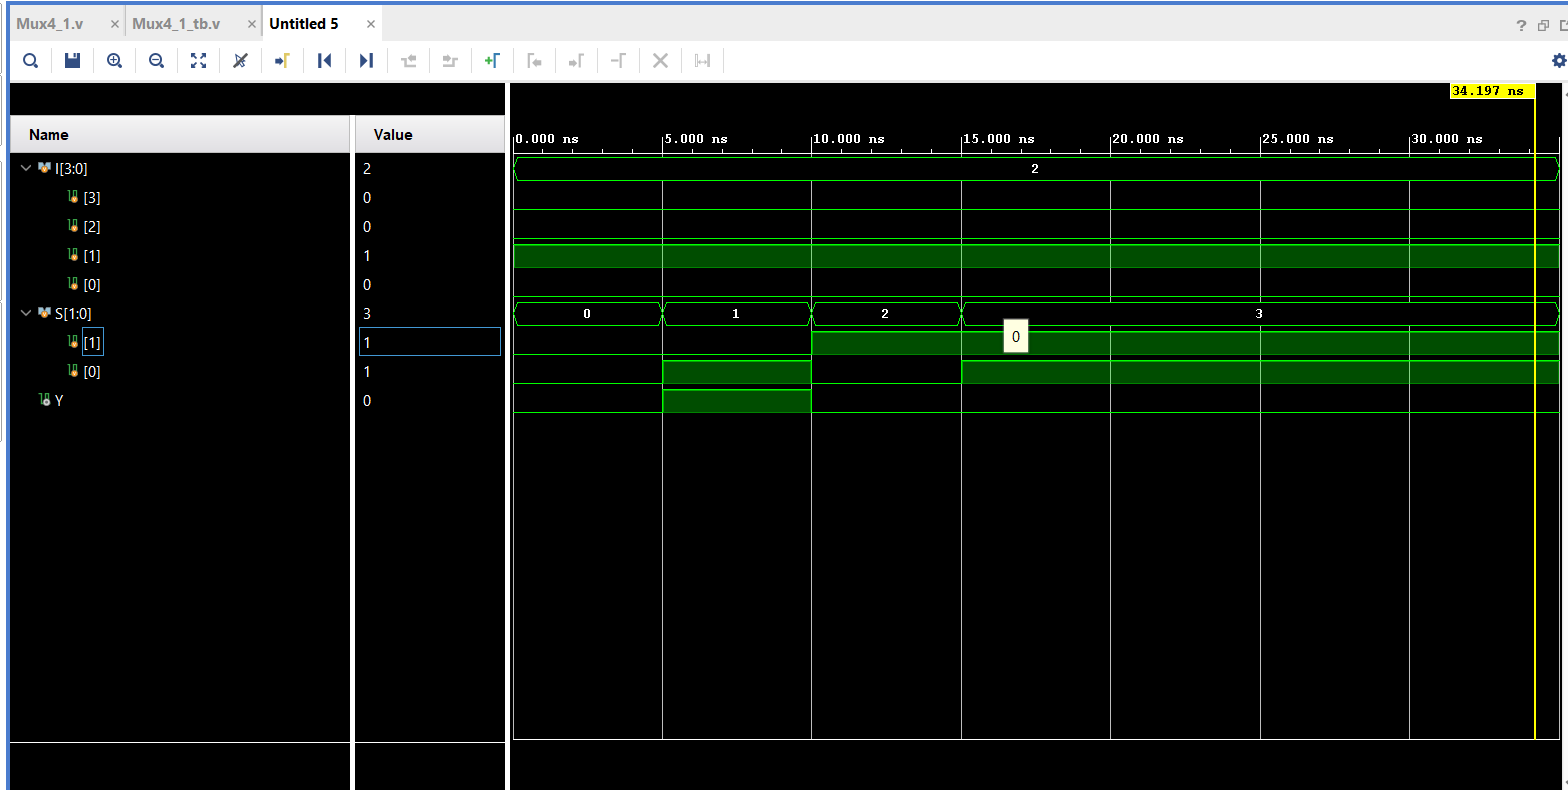 Mux4_1.v × Mux4_1_tb.v × Untitled 5 × ?
34.197 ns
Name Value
0.000 ns 5.000 ns 10.000 ns 15.000 ns 20.000 ns 25.000 ns 30.000 ns
I[3:0] 2 2
[3] 0
[2] 0
[1] 1
[0] 0
S[1:0] 3 0 1 2 3
[1] 1 0
[0] 1
Y 0